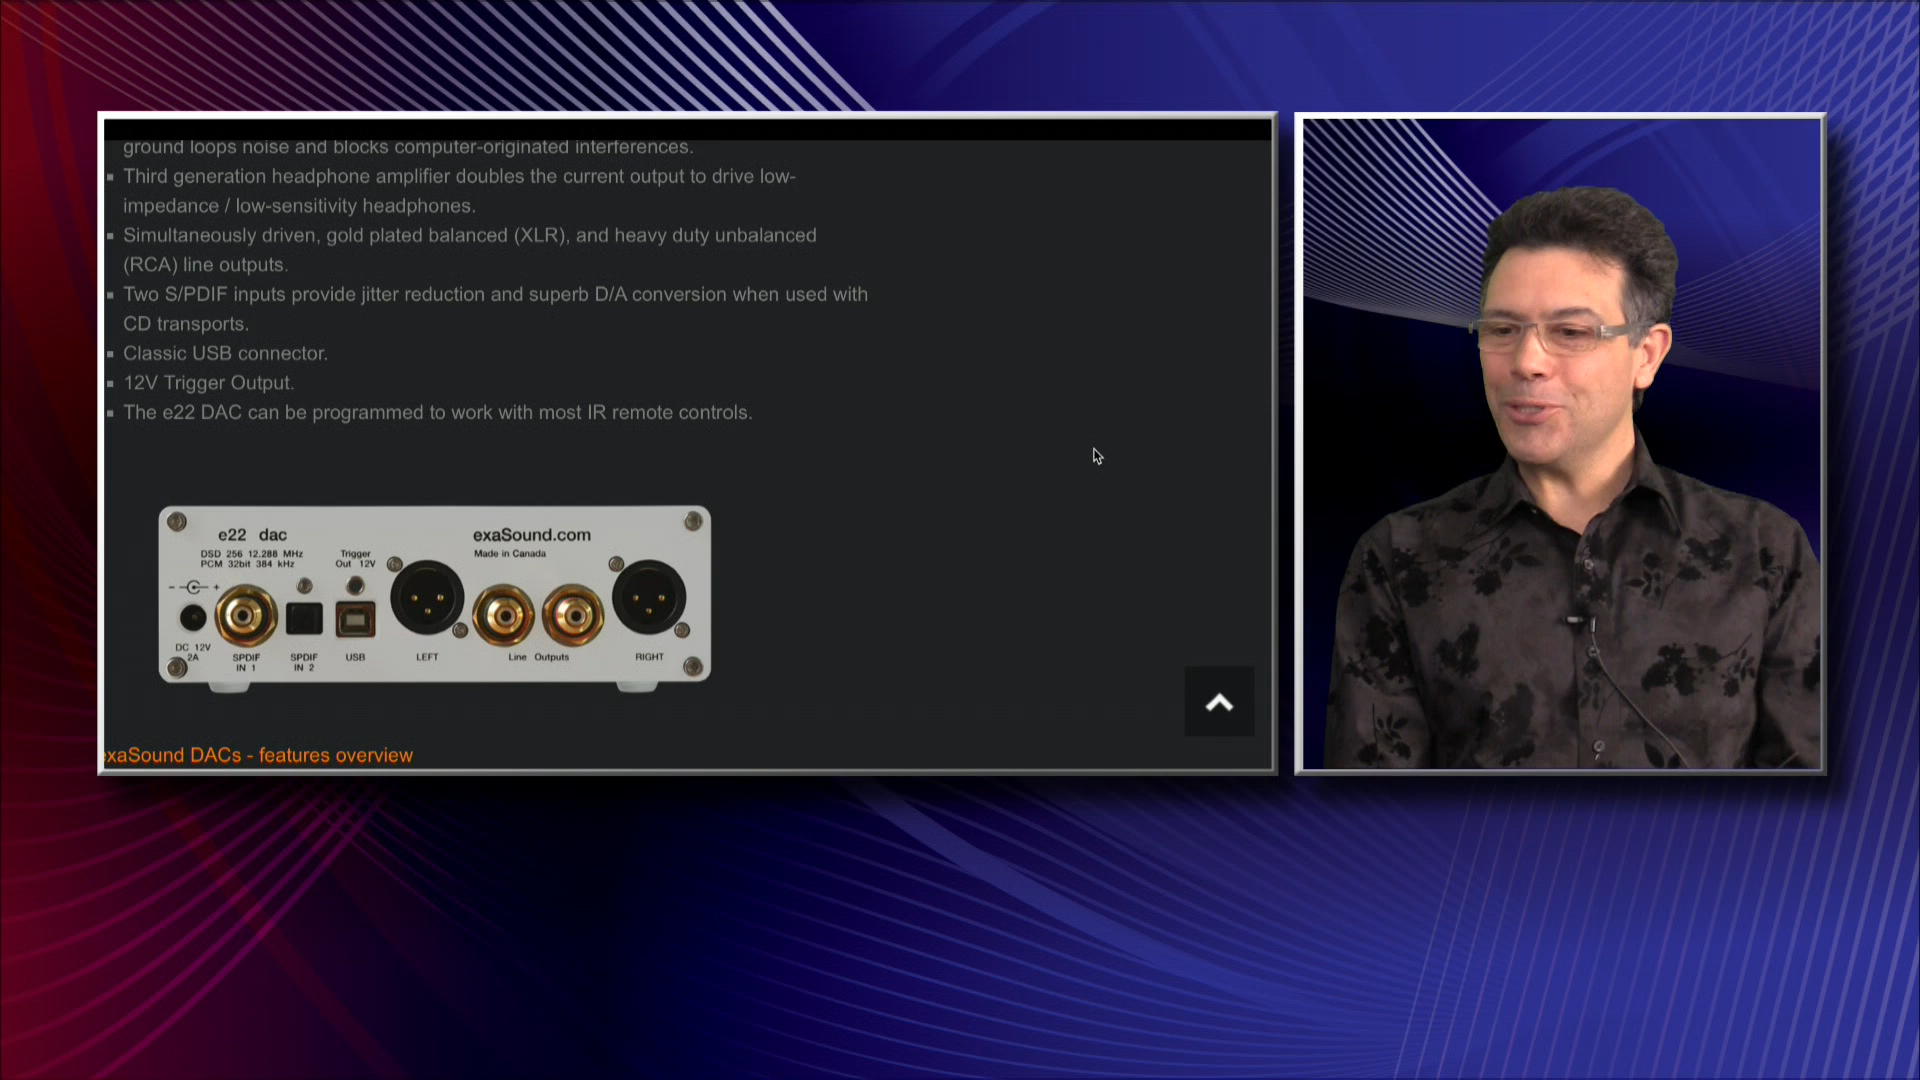 ground loops noise and blocks computer-originated interferences.
Third generation headphone amplifier doubles the current output to drive low-
impedance / low-sensitivity headphones.
Simultaneously driven, gold plated balanced (XLR), and heavy duty unbalanced
(RCA) line outputs.
Two S/PDIF inputs provide jitter reduction and superb D/A conversion when used with
CD transports.
Classic USB connector.
12V Trigger Output.
The e22 DAC can be programmed to work with most IR remote controls.
e22 dac
exaSound.com
DSD 256 12.288 MHz
PCM 32bit 384 kHz
Trigger
Out 12V
Made in Canada
- +
DC 12V
2A
SPDIF
IN 1
SPDIF
IN 2
USB
LEFT
Line Outputs
RIGHT
xaSound DACs - features overview